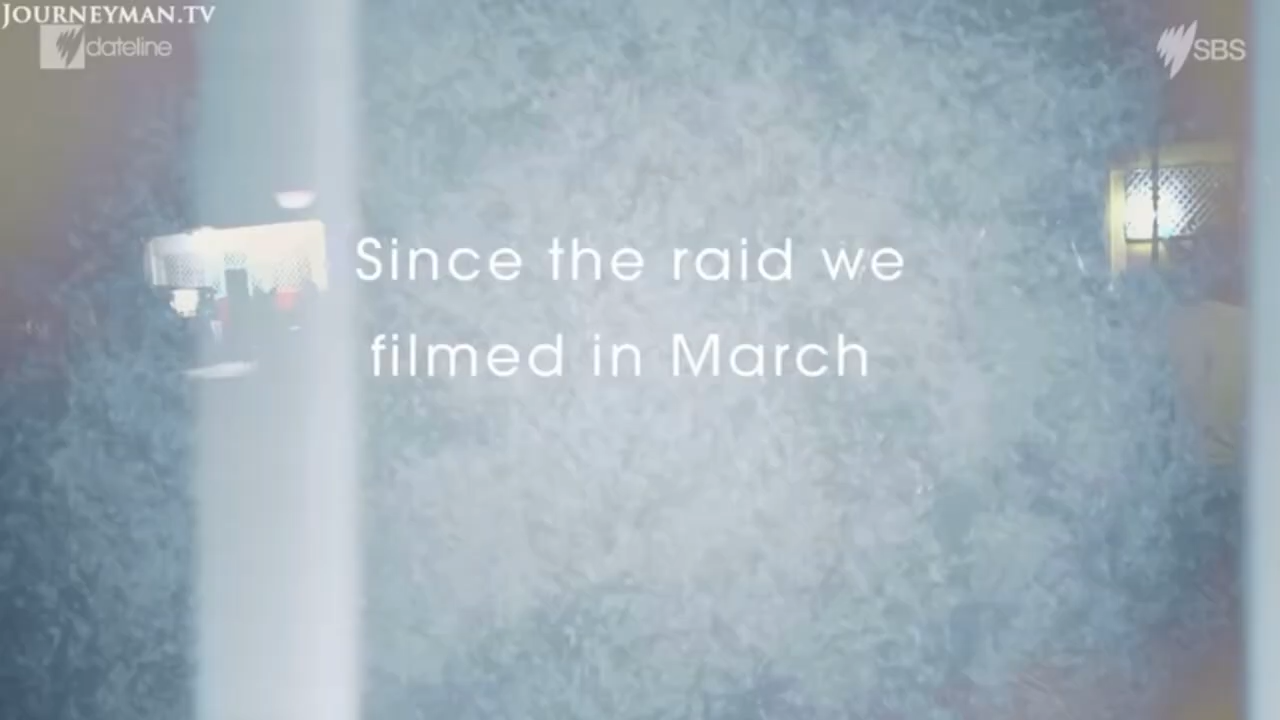 JOURNEYMAN.TV
dateline
SBS
Since the raid we
filmed in March